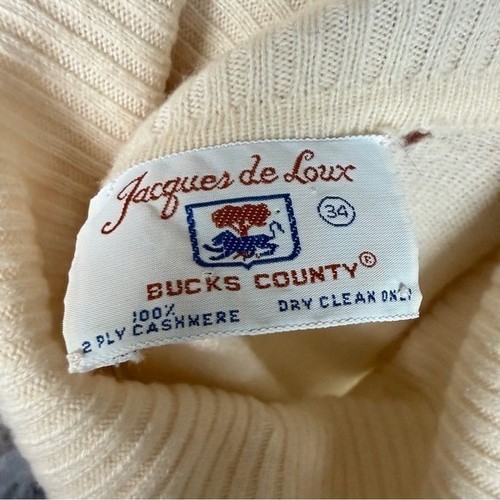 Jacques de Loux
34
BUCKS COUNTY®
100%
2 PLY CASHMERE
DRY CLEAN ONLY